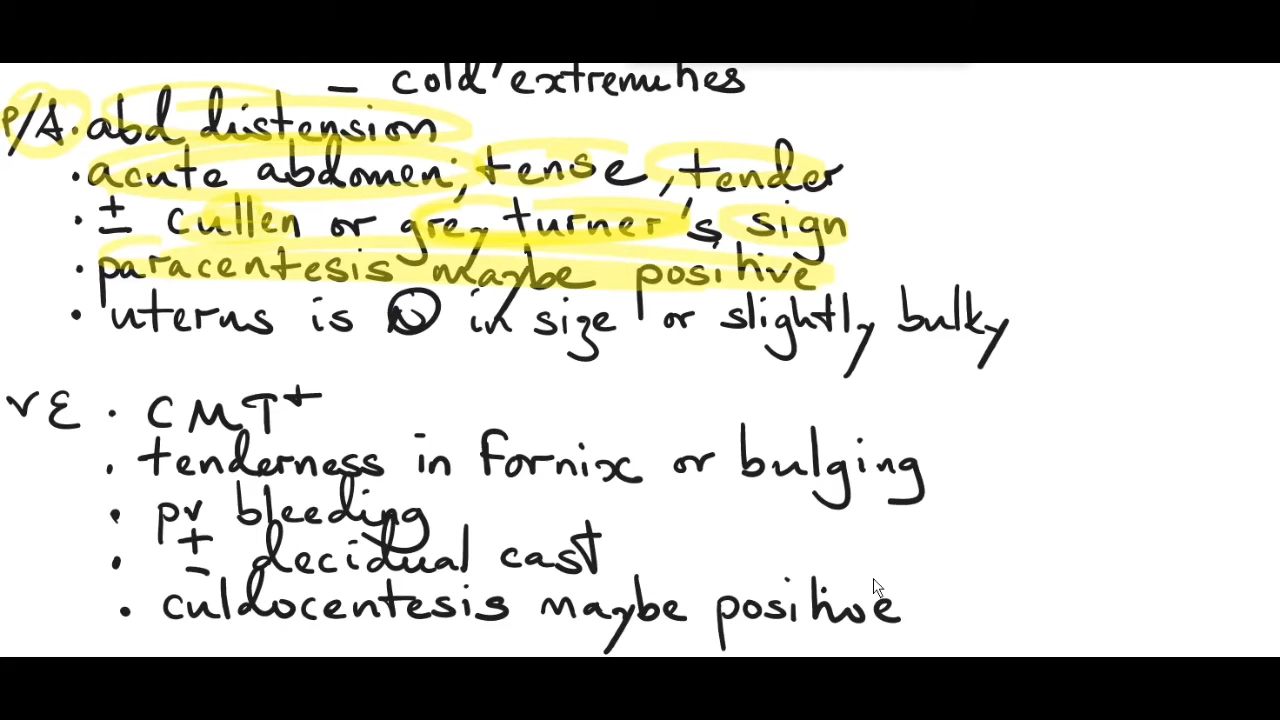 - cold extremities
P/A • abd distension
• acute abdomen, tense, tender
• ± cullen or grey turner's sign
• paracentesis maybe positive
• uterus is Ⓝ in size or slightly bulky
VE • CMT+
• tenderness in fornix or bulging
• pv bleeding
• ± decidual cast
• culdocentesis maybe positive